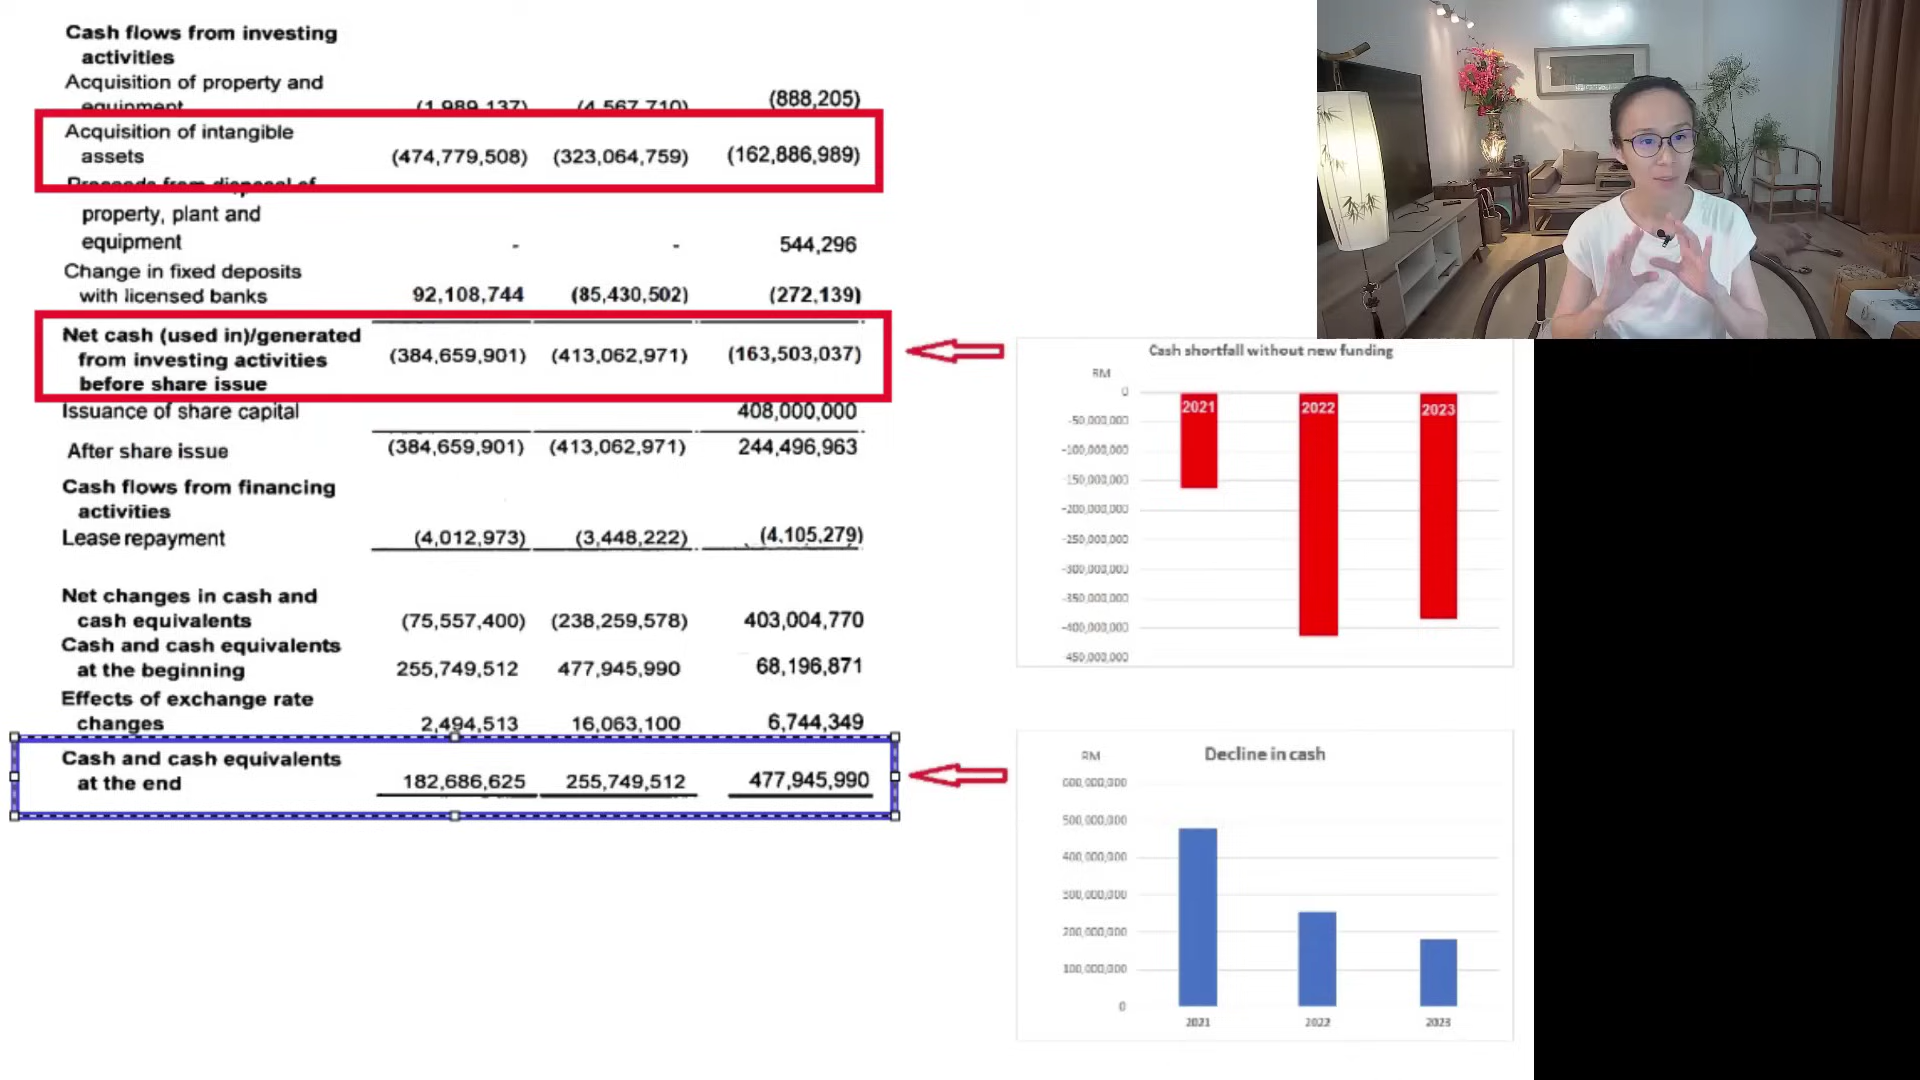 Cash flows from investing
activities
Acquisition of property and
equipment (1,989,137) (4,567,710) (888,205)
Acquisition of intangible
assets (474,779,508) (323,064,759) (162,886,989)
Proceeds from disposal of
property, plant and
equipment - - 544,296
Change in fixed deposits
with licensed banks 92,108,744 (85,430,502) (272,139)
Net cash (used in)/generated
from investing activities (384,659,901) (413,062,971) (163,503,037)
before share issue
Issuance of share capital 408,000,000
After share issue (384,659,901) (413,062,971) 244,496,963
Cash flows from financing
activities
Lease repayment (4,012,973) (3,448,222) (4,105,279)
Net changes in cash and
cash equivalents (75,557,400) (238,259,578) 403,004,770
Cash and cash equivalents
at the beginning 255,749,512 477,945,990 68,196,871
Effects of exchange rate
changes 2,494,513 16,063,100 6,744,349
Cash and cash equivalents
at the end 182,686,625 255,749,512 477,945,990
Cash shortfall without new funding
RM
0
2021 2022 2023
-50,000,000
-100,000,000
-150,000,000
-200,000,000
-250,000,000
-300,000,000
-350,000,000
-400,000,000
-450,000,000
RM Decline in cash
600,000,000
500,000,000
400,000,000
300,000,000
200,000,000
100,000,000
0
2021 2022 2023